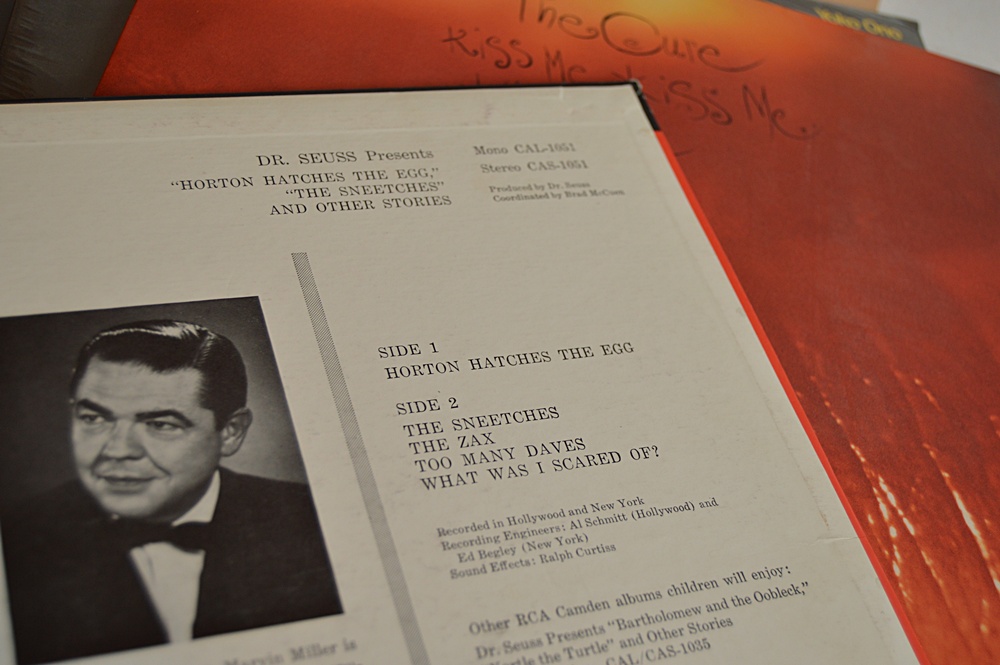 The Cure
Kiss Me Kiss Me
Yoko Ono
DR. SEUSS Presents
"HORTON HATCHES THE EGG,"
"THE SNEETCHES"
AND OTHER STORIES
Mono CAL-1051
Stereo CAS-1051
Produced by Dr. Seuss
Coordinated by Brad McCuen
SIDE 1
HORTON HATCHES THE EGG
SIDE 2
THE SNEETCHES
THE ZAX
TOO MANY DAVES
WHAT WAS I SCARED OF?
Recorded in Hollywood and New York
Recording Engineers: Al Schmitt (Hollywood) and
Ed Begley (New York)
Sound Effects: Ralph Curtiss
Other RCA Camden albums children will enjoy:
Dr. Seuss Presents "Bartholomew and the Oobleck,"
the Turtle" and Other Stories
CAL/CAS-1035
Marvin Miller is